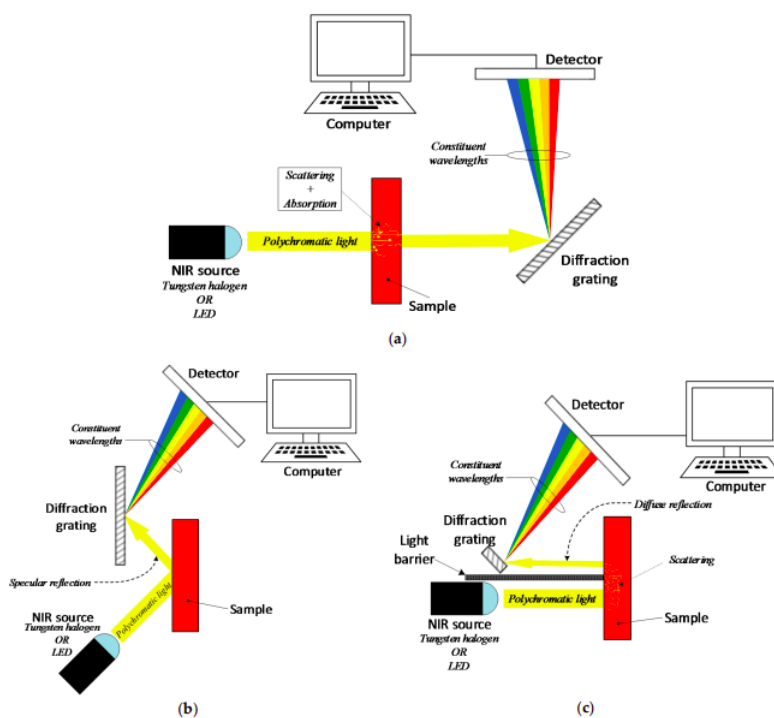 Detector
Computer
Constituent
wavelengths
Scattering
+
Absorption
Polychromatic light
NIR source
Tungsten halogen
OR
LED
Diffraction
grating
Sample
(a)
Detector
Constituent
wavelengths
Computer
Diffraction
grating
Specular reflection
Polychromatic light
Sample
NIR source
Tungsten halogen
OR
LED
(b)
Detector
Constituent
wavelengths
Computer
Diffraction
grating
Diffuse reflection
Light
barrier
Scattering
Polychromatic light
NIR source
Tungsten halogen
OR
LED
Sample
(c)